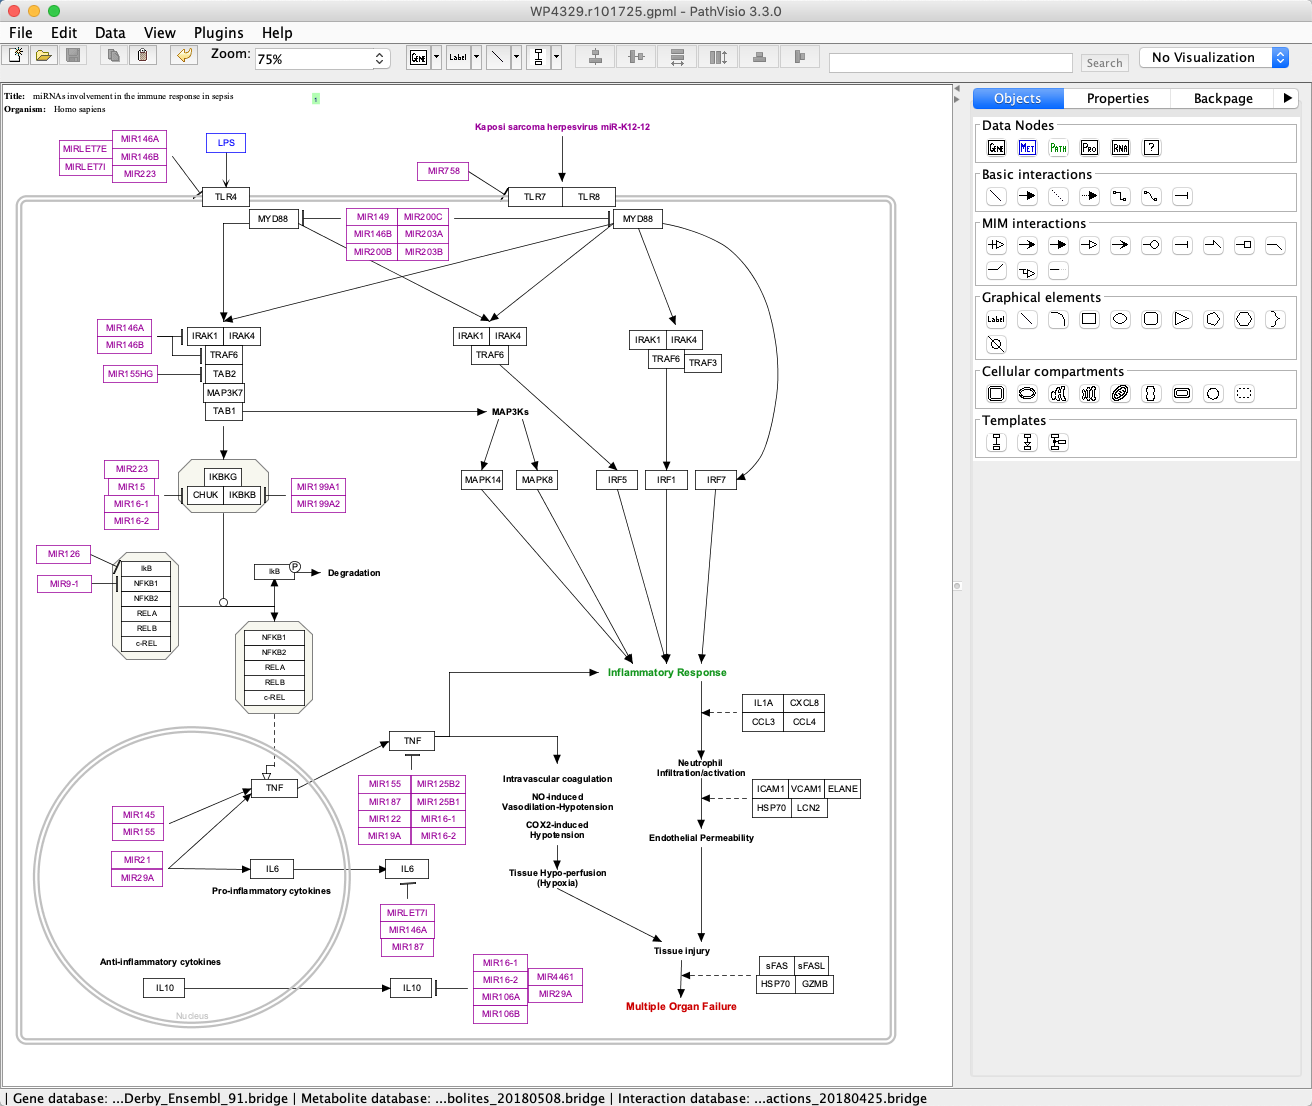 WP4329.r101725.gpml - PathVisio 3.3.0
File Edit Data View Plugins Help
Zoom: 75% GENE Label Search No Visualization
Title: miRNAs involvement in the immune response in sepsis 1
Organism: Homo sapiens
Objects Properties Backpage
Data Nodes
GENE MET PATH PRO RNA ?
Basic interactions
MIM interactions
Graphical elements
Label
Cellular compartments
Templates
Kaposi sarcoma herpesvirus miR-K12-12
MIRLET7E MIR146A
MIRLET7I MIR146B
MIR223
LPS
MIR758
TLR4
TLR7 TLR8
MYD88
MIR149 MIR200C
MIR146B MIR203A
MIR200B MIR203B
MYD88
MIR146A
MIR146B
MIR155HG
IRAK1 IRAK4
TRAF6
TAB2
MAP3K7
TAB1
IRAK1 IRAK4
TRAF6
IRAK1 IRAK4
TRAF6 TRAF3
MAP3Ks
MIR223
MIR15
MIR16-1
MIR16-2
IKBKG
CHUK IKBKB
MIR199A1
MIR199A2
MAPK14 MAPK8 IRF5 IRF1 IRF7
MIR126
MIR9-1
IkB
NFKB1
NFKB2
RELA
RELB
c-REL
IkB P Degradation
NFKB1
NFKB2
RELA
RELB
c-REL
Inflammatory Response
IL1A CXCL8
CCL3 CCL4
TNF
TNF
MIR155 MIR125B2
MIR187 MIR125B1
MIR122 MIR16-1
MIR19A MIR16-2
Intravascular coagulation
NO-induced
Vasodilation-Hypotension
COX2-induced
Hypotension
Tissue Hypo-perfusion
(Hypoxia)
Neutrophil
Infiltration/activation
ICAM1 VCAM1 ELANE
HSP70 LCN2
Endothelial Permeability
MIR145
MIR155
MIR21
MIR29A
IL6
IL6
Pro-inflammatory cytokines
MIRLET7I
MIR146A
MIR187
Anti-inflammatory cytokines
IL10
IL10
Nucleus
MIR16-1
MIR16-2
MIR106A
MIR106B
MIR4461
MIR29A
Tissue injury
sFAS sFASL
HSP70 GZMB
Multiple Organ Failure
| Gene database: ...Derby_Ensembl_91.bridge | Metabolite database: ...bolites_20180508.bridge | Interaction database: ...actions_20180425.bridge